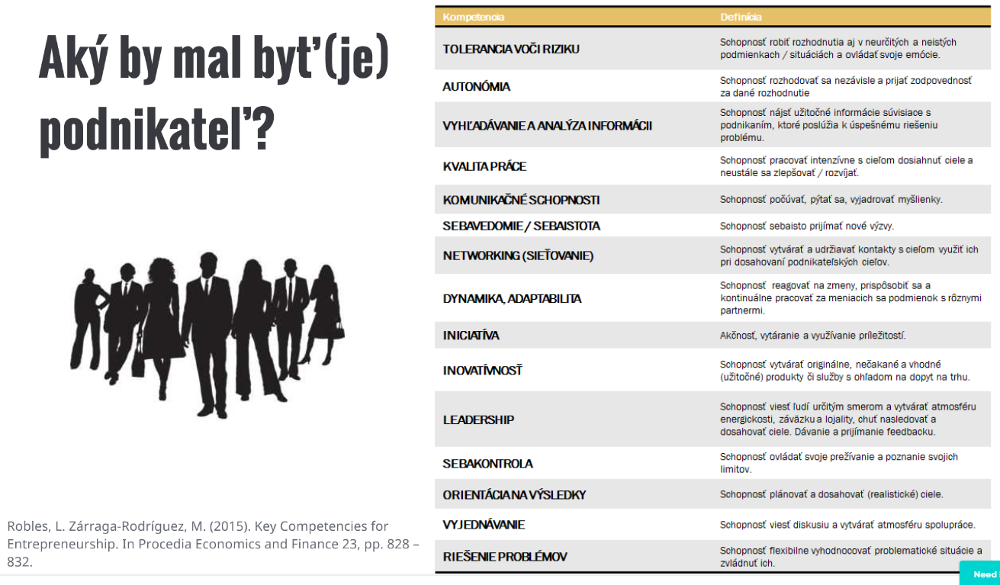 Aký by mal byť (je)
podnikateľ?
Robles, L. Zárraga-Rodríguez, M. (2015). Key Competencies for
Entrepreneurship. In Procedia Economics and Finance 23, pp. 828 –
832.
Kompetencia Definícia
TOLERANCIA VOČI RIZIKU
Schopnosť robiť rozhodnutia aj v neurčitých a neistých
podmienkach / situáciách a ovládať svoje emócie.
AUTONÓMIA
Schopnosť rozhodovať sa nezávisle a prijať zodpovednosť
za dané rozhodnutie
VYHĽADÁVANIE A ANALÝZA INFORMÁCII
Schopnosť nájsť užitočné informácie súvisiace s
podnikaním, ktoré poslúžia k úspešnému riešeniu
problému.
KVALITA PRÁCE
Schopnosť pracovať intenzívne s cieľom dosiahnuť ciele a
neustále sa zlepšovať / rozvíjať.
KOMUNIKAČNÉ SCHOPNOSTI
Schopnosť počúvať, pýtať sa, vyjadrovať myšlienky.
SEBAVEDOMIE / SEBAISTOTA
Schopnosť sebaisto prijímať nové výzvy.
NETWORKING (SIEŤOVANIE)
Schopnosť vytvárať a udržiavať kontakty s cieľom využiť ich
pri dosahovaní podnikateľských cieľov.
DYNAMIKA, ADAPTABILITA
Schopnosť reagovať na zmeny, prispôsobiť sa a
kontinuálne pracovať za meniacich sa podmienok s rôznymi
partnermi.
INICIATÍVA
Akčnosť, vytáranie a využívanie príležitostí.
INOVATÍVNOSŤ
Schopnosť vytvárať originálne, nečakané a vhodné
(užitočné) produkty či služby s ohľadom na dopyt na trhu.
LEADERSHIP
Schopnosť viesť ľudí určitým smerom a vytvárať atmosféru
energickosti, záväzku a lojality, chuť nasledovať a
dosahovať ciele. Dávanie a prijímanie feedbacku.
SEBAKONTROLA
Schopnosť ovládať svoje prežívanie a poznanie svojich
limitov.
ORIENTÁCIA NA VÝSLEDKY
Schopnosť plánovať a dosahovať (realistické) ciele.
VYJEDNÁVANIE
Schopnosť viesť diskusiu a vytvárať atmosféru spolupráce.
RIEŠENIE PROBLÉMOV
Schopnosť flexibilne vyhodnocovať problematické situácie a
zvládnuť ich.
Need